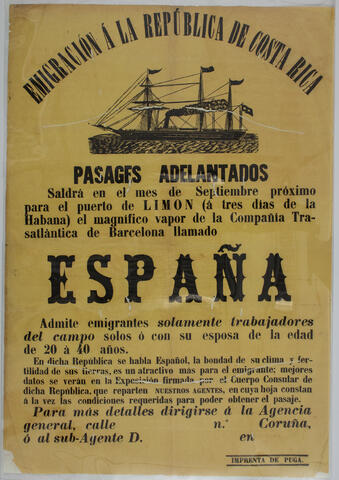 EMIGRACIÓN Á LA REPÚBLICA DE COSTA RICA
PASAGES ADELANTADOS
Saldrá en el mes de Septiembre próximo
para el puerto de LIMON (á tres dias de la
Habana) el magnífico vapor de la Compañía Tra-
satlántica de Barcelona llamado
ESPAÑA
Admite emigrantes solamente trabajadores
del campo solos ó con su esposa de la edad
de 20 á 40 años.
En dicha República se habla Español, la bondad de su clima y fer-
tilidad de sus tierras, es un atractivo más para el emigrante; mejores
datos se verán en la Exposición firmada por el Cuerpo Consular de
dicha República, que reparten NUESTROS AGENTES, en cuya hoja constan
á la vez las condiciones requeridas para poder obtener el pasaje.
Para más detalles dirigirse á la Agencia
general, calle n.º Coruña,
ó al sub-Agente D. en
IMPRENTA DE PUGA.